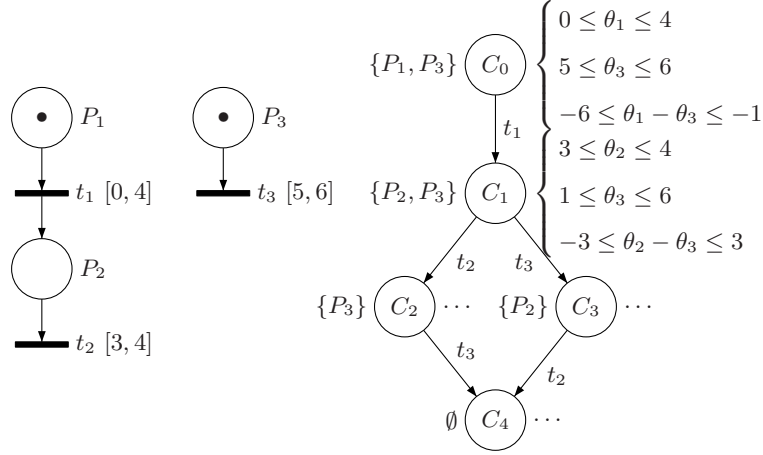 P₁
t₁ [0, 4]
P₂
t₂ [3, 4]
P₃
t₃ [5, 6]
{P₁, P₃} C₀
0 ≤ θ₁ ≤ 4
5 ≤ θ₃ ≤ 6
−6 ≤ θ₁ − θ₃ ≤ −1
t₁
{P₂, P₃} C₁
3 ≤ θ₂ ≤ 4
1 ≤ θ₃ ≤ 6
−3 ≤ θ₂ − θ₃ ≤ 3
t₂
t₃
{P₃} C₂ ···
{P₂} C₃ ···
t₃
t₂
∅ C₄ ···